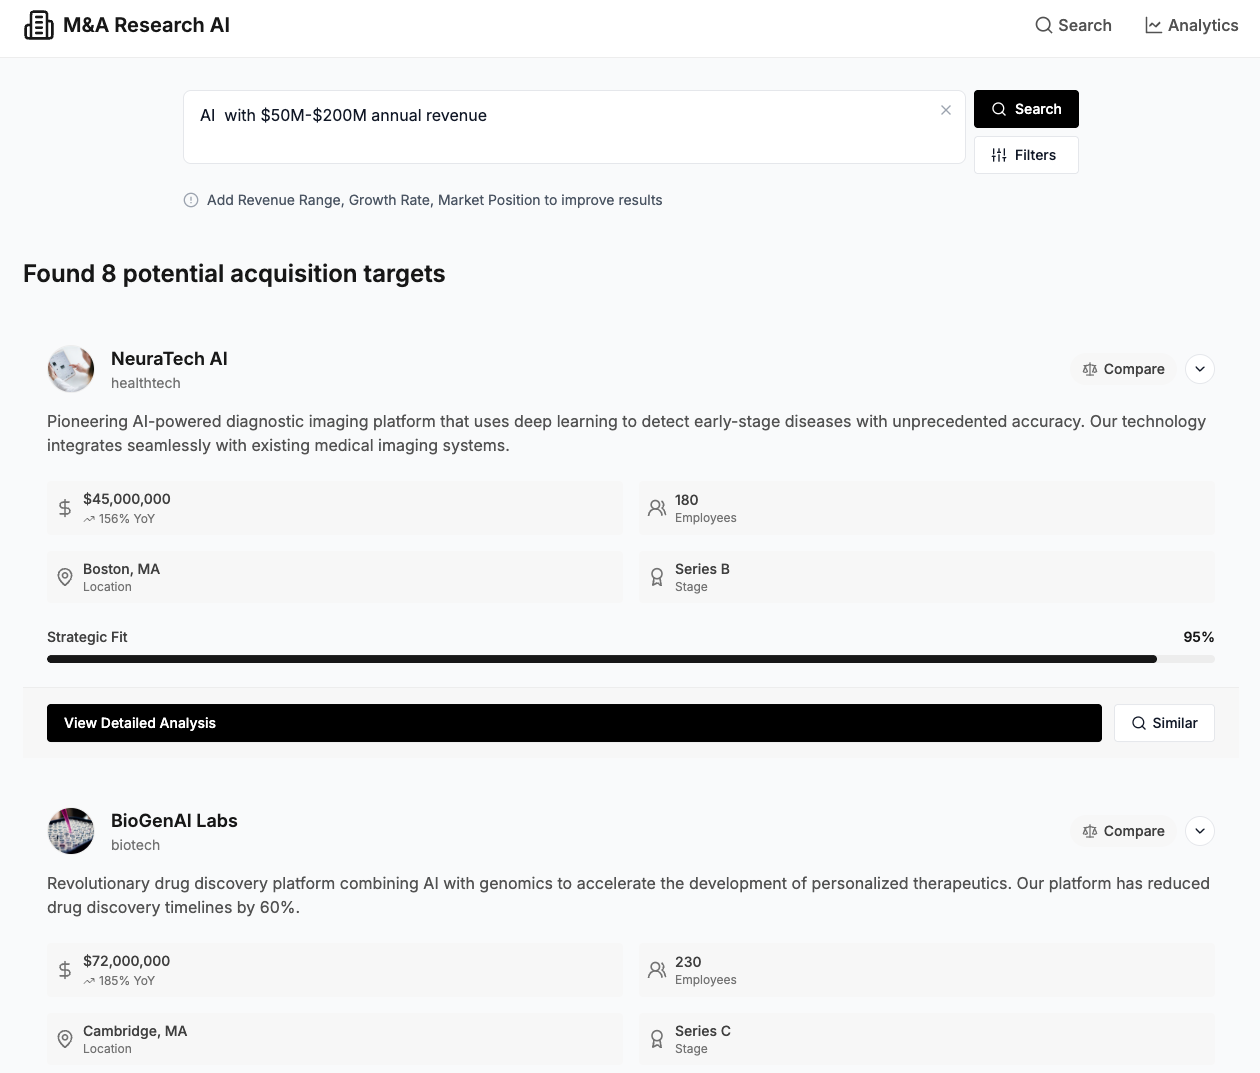 M&A Research AI
Search
Analytics
AI  with $50M-$200M annual revenue
Search
Filters
Add Revenue Range, Growth Rate, Market Position to improve results
Found 8 potential acquisition targets
NeuraTech AI
healthtech
Compare
Pioneering AI-powered diagnostic imaging platform that uses deep learning to detect early-stage diseases with unprecedented accuracy. Our technology
integrates seamlessly with existing medical imaging systems.
$45,000,000
156% YoY
180
Employees
Boston, MA
Location
Series B
Stage
Strategic Fit
95%
View Detailed Analysis
Similar
BioGenAI Labs
biotech
Compare
Revolutionary drug discovery platform combining AI with genomics to accelerate the development of personalized therapeutics. Our platform has reduced
drug discovery timelines by 60%.
$72,000,000
185% YoY
230
Employees
Cambridge, MA
Location
Series C
Stage